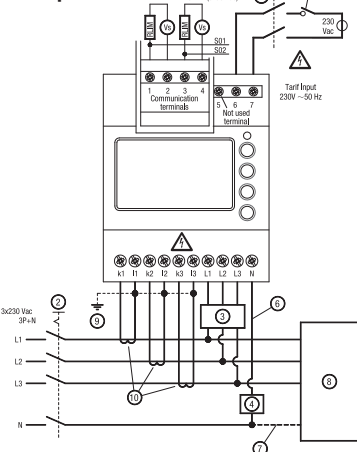 RLIM
Vs
RLIM
Vs
S01
S02
230
Vac
Tarif Input
230V ~50 Hz
1 2 3 4
Communication
terminals
5 6 7
Not used
terminal
k1 l1 k2 l2 k3 l3 L1 L2 L3 N
3x230 Vac
3P+N
2
9
3
6
L1
L2
L3
10
8
4
N
7